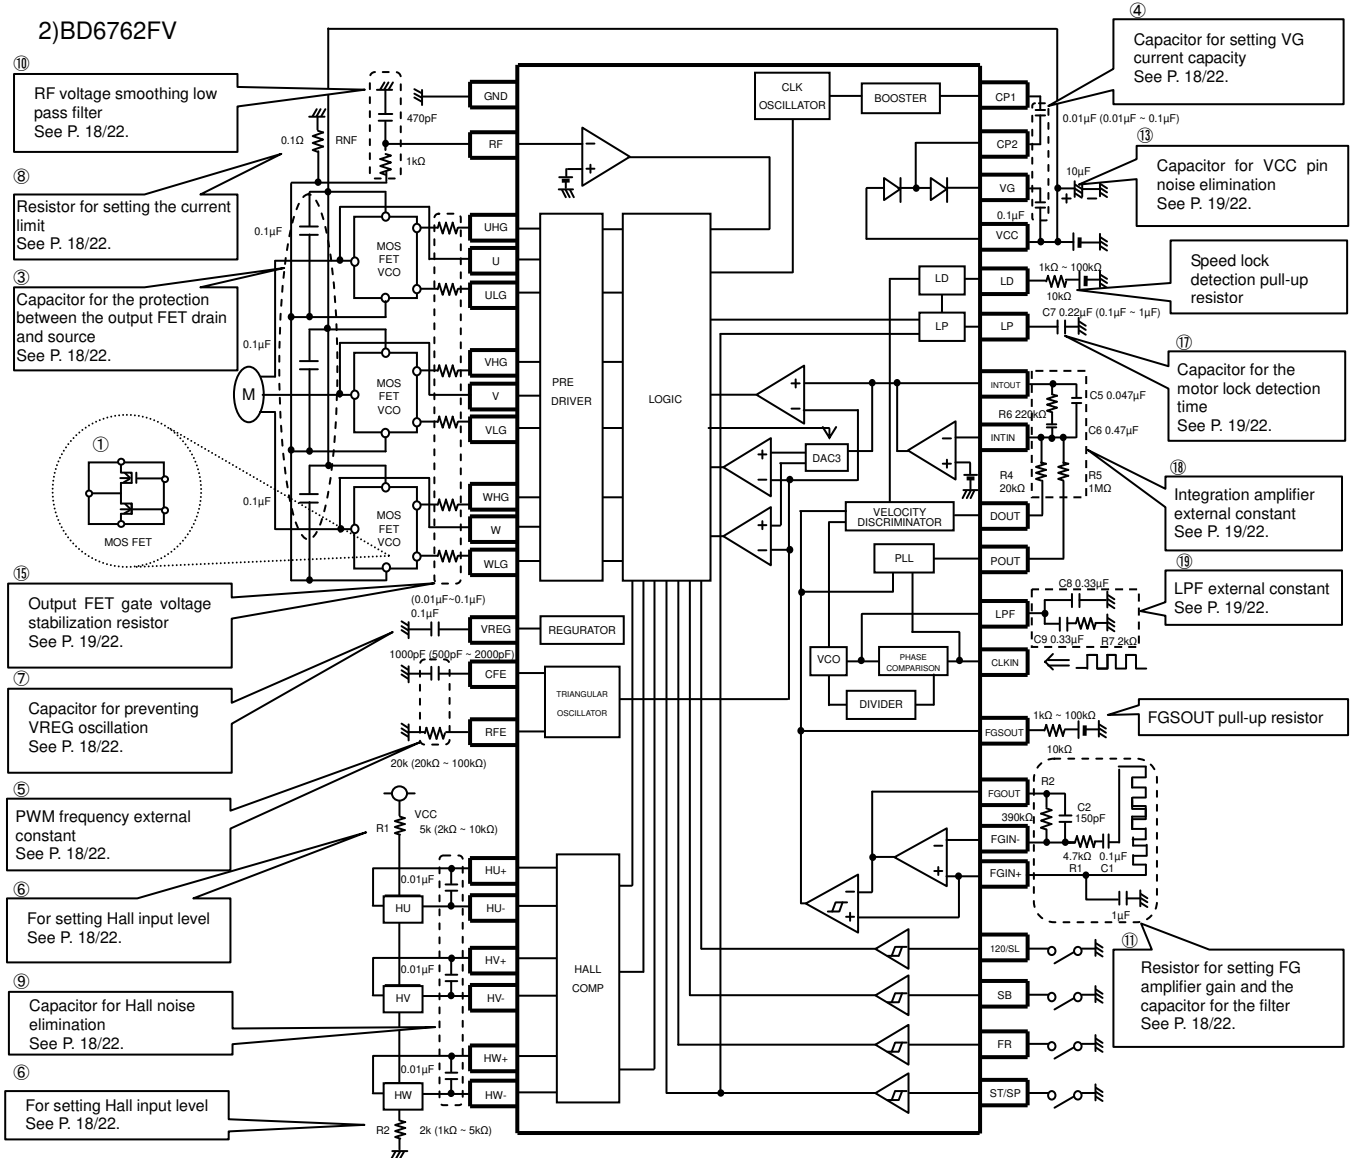 2)BD6762FV
⑩
RF voltage smoothing low
pass filter
See P. 18/22.
⑧
Resistor for setting the current
limit
See P. 18/22.
③
Capacitor for the protection
between the output FET drain
and source
See P. 18/22.
①
MOS FET
⑮
Output FET gate voltage
stabilization resistor
See P. 19/22.
⑦
Capacitor for preventing
VREG oscillation
See P. 18/22.
⑤
PWM frequency external
constant
See P. 18/22.
⑥
For setting Hall input level
See P. 18/22.
⑨
Capacitor for Hall noise
elimination
See P. 18/22.
⑥
For setting Hall input level
See P. 18/22.
0.1Ω
RNF
470pF
1kΩ
0.1µF
0.1µF
0.1µF
M
MOS
FET
VCO
MOS
FET
VCO
MOS
FET
VCO
(0.01µF~0.1µF)
0.1µF
1000pF (500pF ~ 2000pF)
20k (20kΩ ~ 100kΩ)
VCC
R1
5k (2kΩ ~ 10kΩ)
0.01µF
HU
0.01µF
HV
0.01µF
HW
R2
2k (1kΩ ~ 5kΩ)
GND
RF
UHG
U
ULG
VHG
V
VLG
WHG
W
WLG
VREG
CFE
RFE
HU+
HU-
HV+
HV-
HW+
HW-
PRE
DRIVER
LOGIC
REGURATOR
TRIANGULAR
OSCILLATOR
HALL
COMP
CLK
OSCILLATOR
BOOSTER
LD
LP
DAC3
VELOCITY
DISCRIMINATOR
PLL
VCO
PHASE
COMPARISON
DIVIDER
CP1
CP2
VG
VCC
LD
LP
INTOUT
INTIN
DOUT
POUT
LPF
CLKIN
FGSOUT
FGOUT
FGIN-
FGIN+
120/SL
SB
FR
ST/SP
0.01µF (0.01µF ~ 0.1µF)
0.1µF
10µF
+
−
1kΩ ~ 100kΩ
10kΩ
C7 0.22µF (0.1µF ~ 1µF)
C5 0.047µF
R6 220kΩ
C6 0.47µF
R4
20kΩ
R5
1MΩ
C8 0.33µF
C9 0.33µF
R7 2kΩ
1kΩ ~ 100kΩ
10kΩ
R2
390kΩ
C2
150pF
4.7kΩ
R1
0.1µF
C1
1µF
④
Capacitor for setting VG
current capacity
See P. 18/22.
⑬
Capacitor for VCC pin
noise elimination
See P. 19/22.
Speed lock
detection pull-up
resistor
⑰
Capacitor for the
motor lock detection
time
See P. 19/22.
⑱
Integration amplifier
external constant
See P. 19/22.
⑲
LPF external constant
See P. 19/22.
FGSOUT pull-up resistor
⑪
Resistor for setting FG
amplifier gain and the
capacitor for the filter
See P. 18/22.